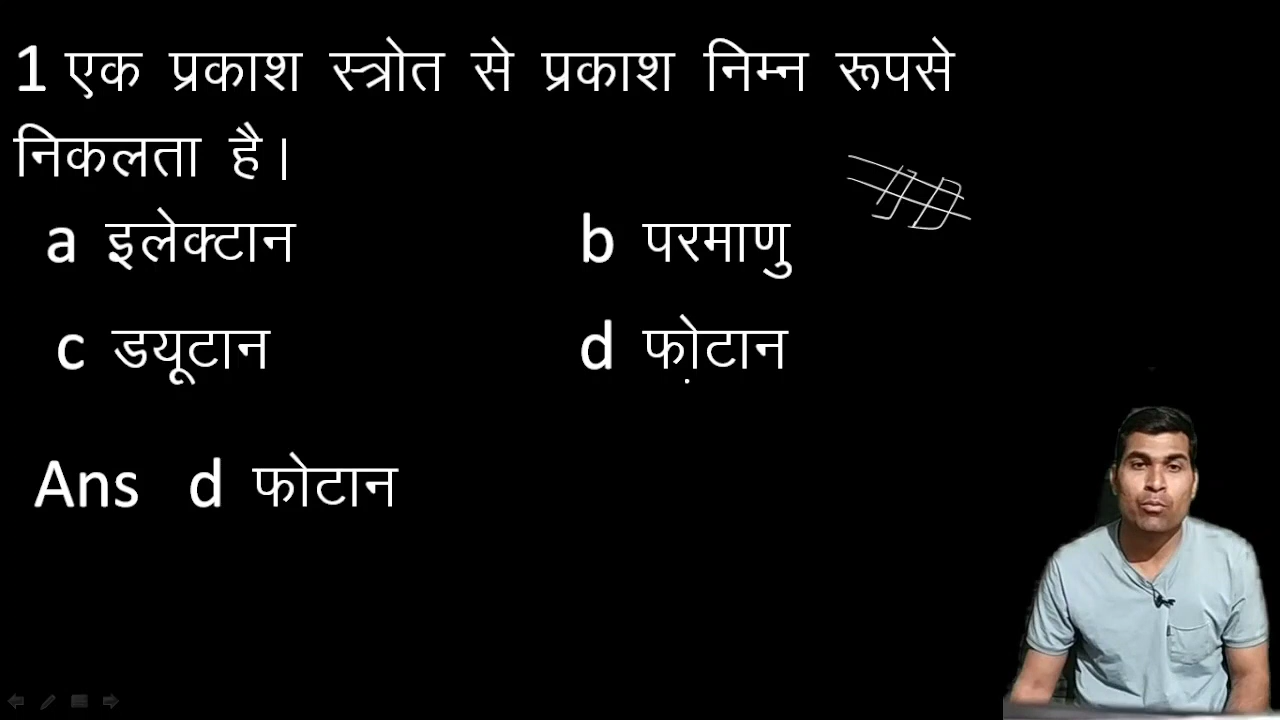 1 एक प्रकाश स्त्रोत से प्रकाश निम्न रूपसे
निकलता है।
a इलेक्टान b परमाणु
c डयूटान d फोटान
Ans d फोटान